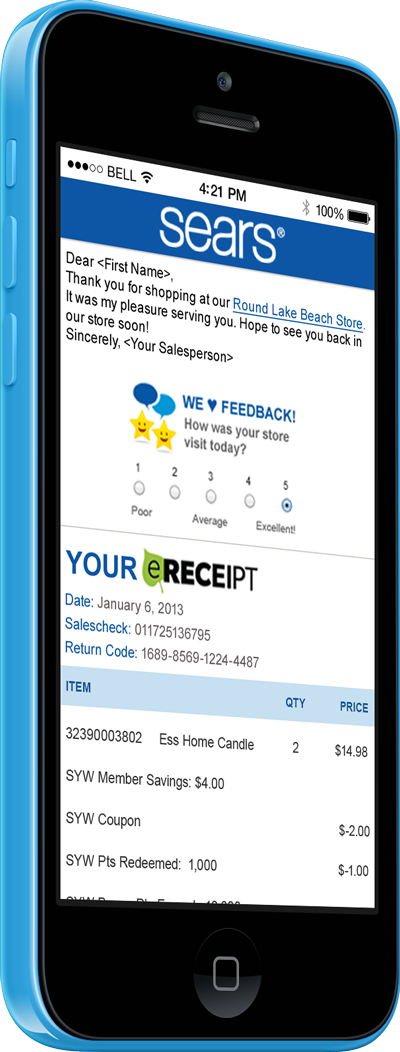 BELL 4:21 PM 100%
sears®
Dear <First Name>,
Thank you for shopping at our Round Lake Beach Store.
It was my pleasure serving you. Hope to see you back in
our store soon!
Sincerely, <Your Salesperson>
WE ♥ FEEDBACK!
How was your store
visit today?
1 2 3 4 5
Poor Average Excellent!
YOUR eRECEIPT
Date: January 6, 2013
Salescheck: 011725136795
Return Code: 1689-8569-1224-4487
ITEM QTY PRICE
32390003802 Ess Home Candle 2 $14.98
SYW Member Savings: $4.00
SYW Coupon $-2.00
SYW Pts Redeemed: 1,000 $-1.00
SYW